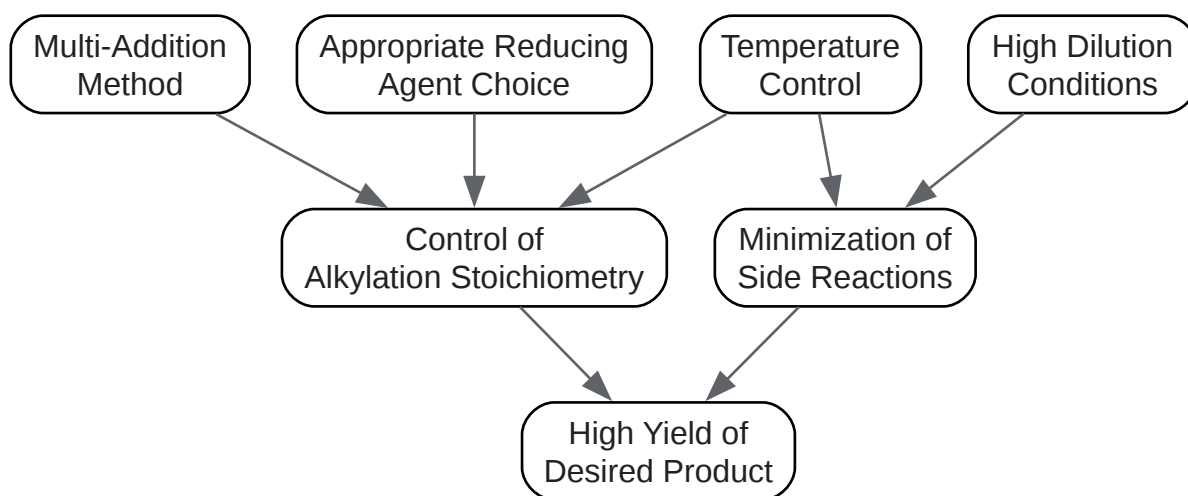 Multi-Addition
Method
Appropriate Reducing
Agent Choice
Temperature
Control
High Dilution
Conditions
Control of
Alkylation Stoichiometry
Minimization of
Side Reactions
High Yield of
Desired Product